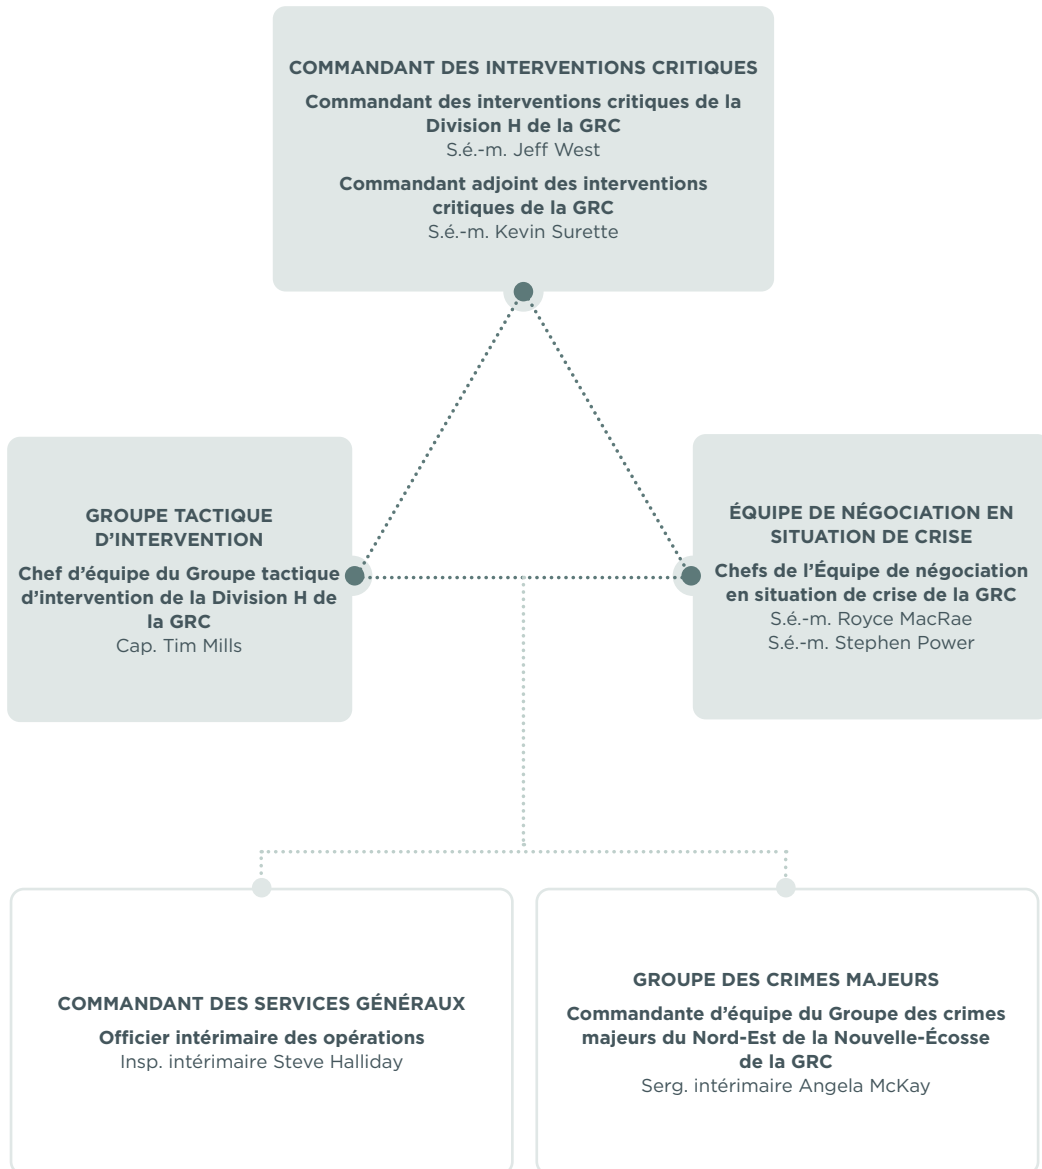 COMMANDANT DES INTERVENTIONS CRITIQUES
Commandant des interventions critiques de la
Division H de la GRC
S.é.-m. Jeff West
Commandant adjoint des interventions
critiques de la GRC
S.é.-m. Kevin Surette
GROUPE TACTIQUE
D’INTERVENTION
Chef d’équipe du Groupe tactique
d’intervention de la Division H de
la GRC
Cap. Tim Mills
ÉQUIPE DE NÉGOCIATION EN
SITUATION DE CRISE
Chefs de l’Équipe de négociation
en situation de crise de la GRC
S.é.-m. Royce MacRae
S.é.-m. Stephen Power
COMMANDANT DES SERVICES GÉNÉRAUX
Officier intérimaire des opérations
Insp. intérimaire Steve Halliday
GROUPE DES CRIMES MAJEURS
Commandante d’équipe du Groupe des crimes
majeurs du Nord-Est de la Nouvelle-Écosse
de la GRC
Serg. intérimaire Angela McKay